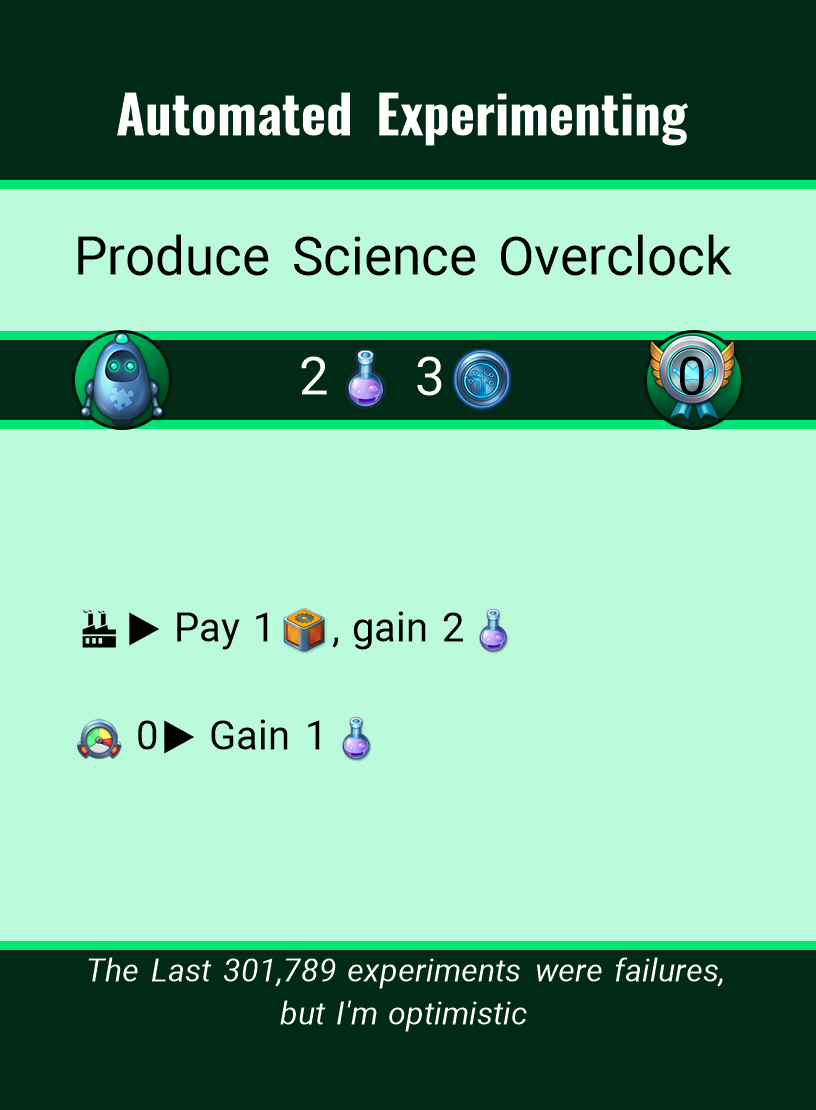 Automated Experimenting
Produce Science Overclock
2 3 0
Pay 1 , gain 2
0 Gain 1
The Last 301,789 experiments were failures,
but I'm optimistic